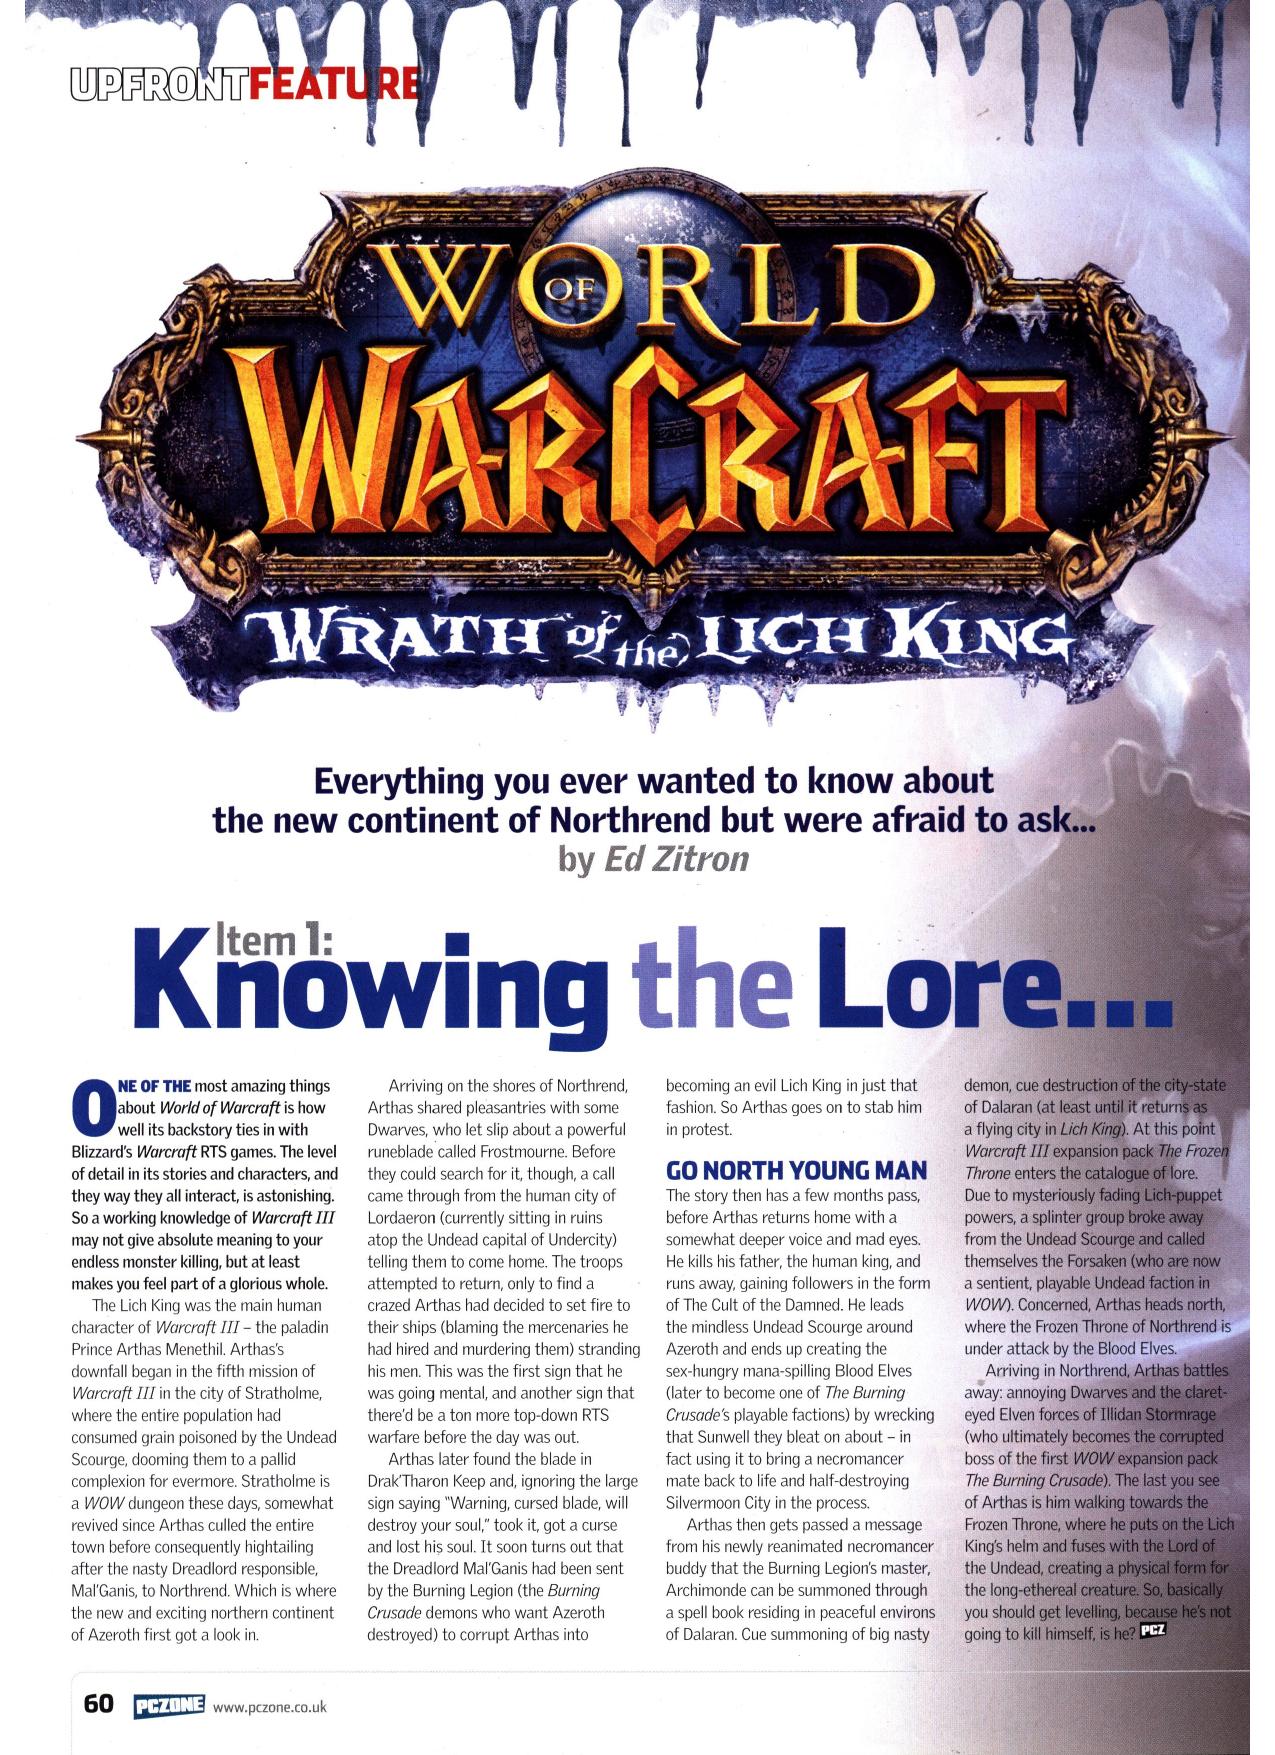 UPFRONTFEATURE
WORLD
OF
WARCRAFT
WRATH of the LICH KING
Everything you ever wanted to know about
the new continent of Northrend but were afraid to ask...
by Ed Zitron
Item 1:
Knowing the Lore...
ONE OF THE most amazing things
about World of Warcraft is how
well its backstory ties in with
Blizzard's Warcraft RTS games. The level
of detail in its stories and characters, and
they way they all interact, is astonishing.
So a working knowledge of Warcraft III
may not give absolute meaning to your
endless monster killing, but at least
makes you feel part of a glorious whole.
The Lich King was the main human
character of Warcraft III – the paladin
Prince Arthas Menethil. Arthas's
downfall began in the fifth mission of
Warcraft III in the city of Stratholme,
where the entire population had
consumed grain poisoned by the Undead
Scourge, dooming them to a pallid
complexion for evermore. Stratholme is
a WOW dungeon these days, somewhat
revived since Arthas culled the entire
town before consequently hightailing
after the nasty Dreadlord responsible,
Mal'Ganis, to Northrend. Which is where
the new and exciting northern continent
of Azeroth first got a look in.
Arriving on the shores of Northrend,
Arthas shared pleasantries with some
Dwarves, who let slip about a powerful
runeblade called Frostmourne. Before
they could search for it, though, a call
came through from the human city of
Lordaeron (currently sitting in ruins
atop the Undead capital of Undercity)
telling them to come home. The troops
attempted to return, only to find a
crazed Arthas had decided to set fire to
their ships (blaming the mercenaries he
had hired and murdering them) stranding
his men. This was the first sign that he
was going mental, and another sign that
there'd be a ton more top-down RTS
warfare before the day was out.
Arthas later found the blade in
Drak'Tharon Keep and, ignoring the large
sign saying "Warning, cursed blade, will
destroy your soul," took it, got a curse
and lost his soul. It soon turns out that
the Dreadlord Mal'Ganis had been sent
by the Burning Legion (the Burning
Crusade demons who want Azeroth
destroyed) to corrupt Arthas into
becoming an evil Lich King in just that
fashion. So Arthas goes on to stab him
in protest.
GO NORTH YOUNG MAN
The story then has a few months pass,
before Arthas returns home with a
somewhat deeper voice and mad eyes.
He kills his father, the human king, and
runs away, gaining followers in the form
of The Cult of the Damned. He leads
the mindless Undead Scourge around
Azeroth and ends up creating the
sex-hungry mana-spilling Blood Elves
(later to become one of The Burning
Crusade's playable factions) by wrecking
that Sunwell they bleat on about – in
fact using it to bring a necromancer
mate back to life and half-destroying
Silvermoon City in the process.
Arthas then gets passed a message
from his newly reanimated necromancer
buddy that the Burning Legion's master,
Archimonde can be summoned through
a spell book residing in peaceful environs
of Dalaran. Cue summoning of big nasty
demon, cue destruction of the city-state
of Dalaran (at least until it returns as
a flying city in Lich King). At this point
Warcraft III expansion pack The Frozen
Throne enters the catalogue of lore.
Due to mysteriously fading Lich-puppet
powers, a splinter group broke away
from the Undead Scourge and called
themselves the Forsaken (who are now
a sentient, playable Undead faction in
WOW). Concerned, Arthas heads north,
where the Frozen Throne of Northrend is
under attack by the Blood Elves.
Arriving in Northrend, Arthas battles
away: annoying Dwarves and the claret-
eyed Elven forces of Illidan Stormrage
(who ultimately becomes the corrupted
boss of the first WOW expansion pack
The Burning Crusade). The last you see
of Arthas is him walking towards the
Frozen Throne, where he puts on the Lich
King's helm and fuses with the Lord of
the Undead, creating a physical form for
the long-ethereal creature. So, basically
you should get levelling, because he's not
going to kill himself, is he? PCZ
60 PCZONE www.pczone.co.uk